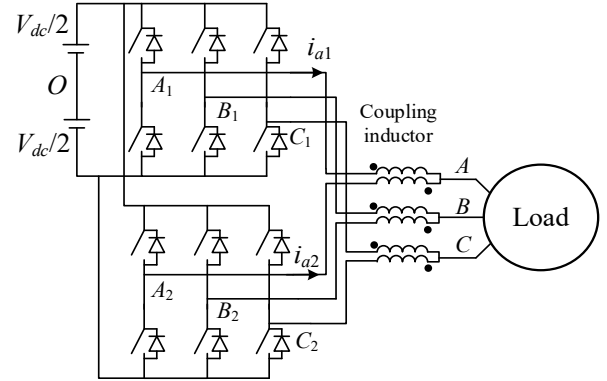 V_dc/2
O
V_dc/2
i_a1
A_1
B_1
C_1
Coupling
inductor
A
B
C
Load
i_a2
A_2
B_2
C_2